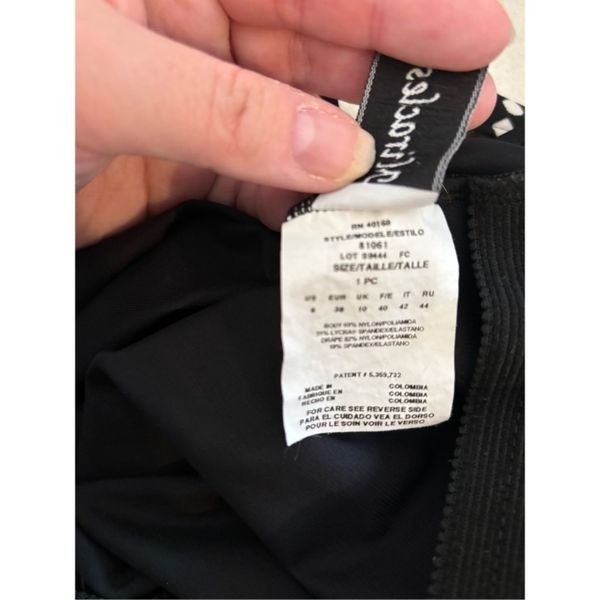 Miracles
RN 40160
STYLE/MODELE/ESTILO
81061
LOT 89444 FC
SIZE/TAILLE/TALLE
1 PC
US EUR UK F/E IT RU
8 38 10 40 42 44
BODY 69% NYLON/POLIAMIDA
31% LYCRA® SPANDEX/ELASTANO
DRAPE 82% NYLON/POLIAMIDA
18% SPANDEX/ELASTANO
PATENT # 5,359,732
MADE IN COLOMBIA
FABRIQUE EN COLOMBIA
HECHO EN COLOMBIA
FOR CARE SEE REVERSE SIDE
PARA EL CUIDADO VEA EL DORSO
POUR LE SOIN VOIR LE VERSO